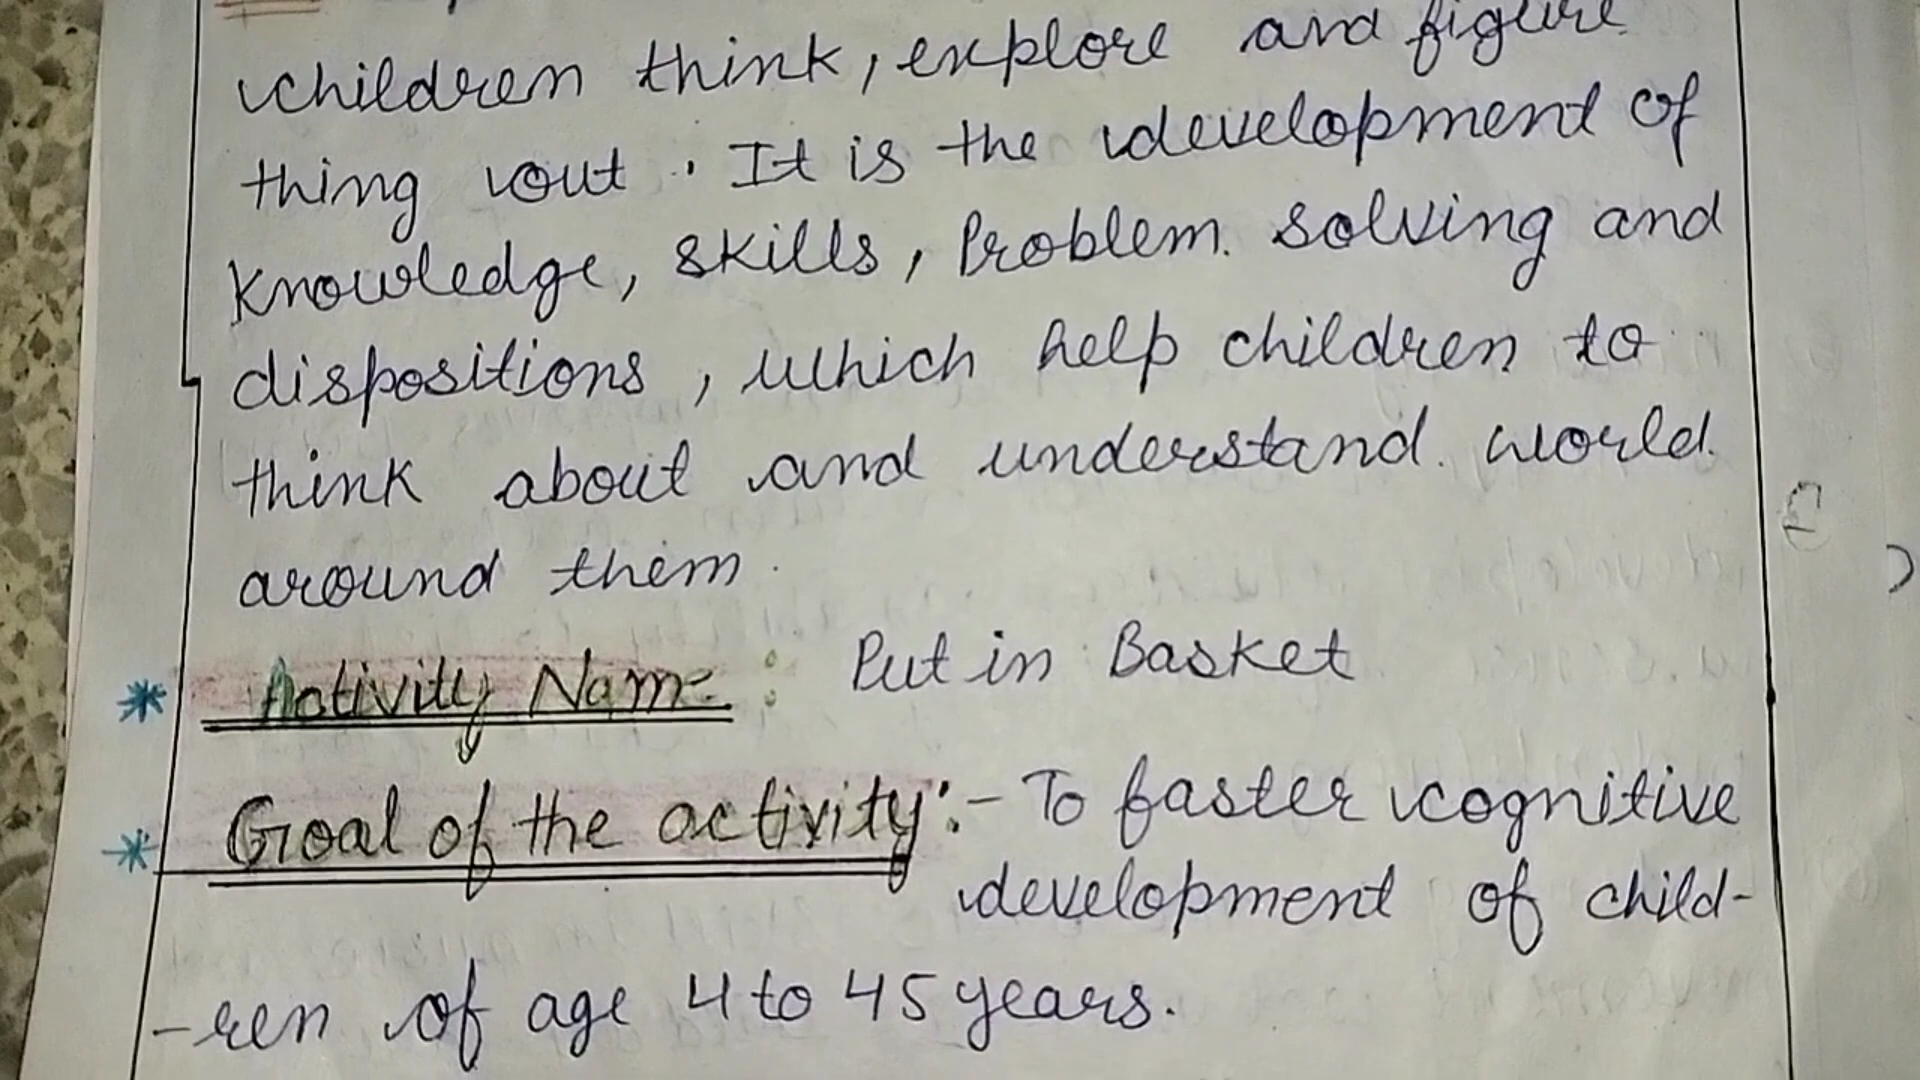 children think, explore and figure
thing out. It is the development of
knowledge, skills, Problem. solving and
dispositions, which help children to
think about and understand. world.
around them.
* Activity Name : Put in Basket
* Goal of the activity :- To faster cognitive
development of child-
-ren of age 4 to 45 years.